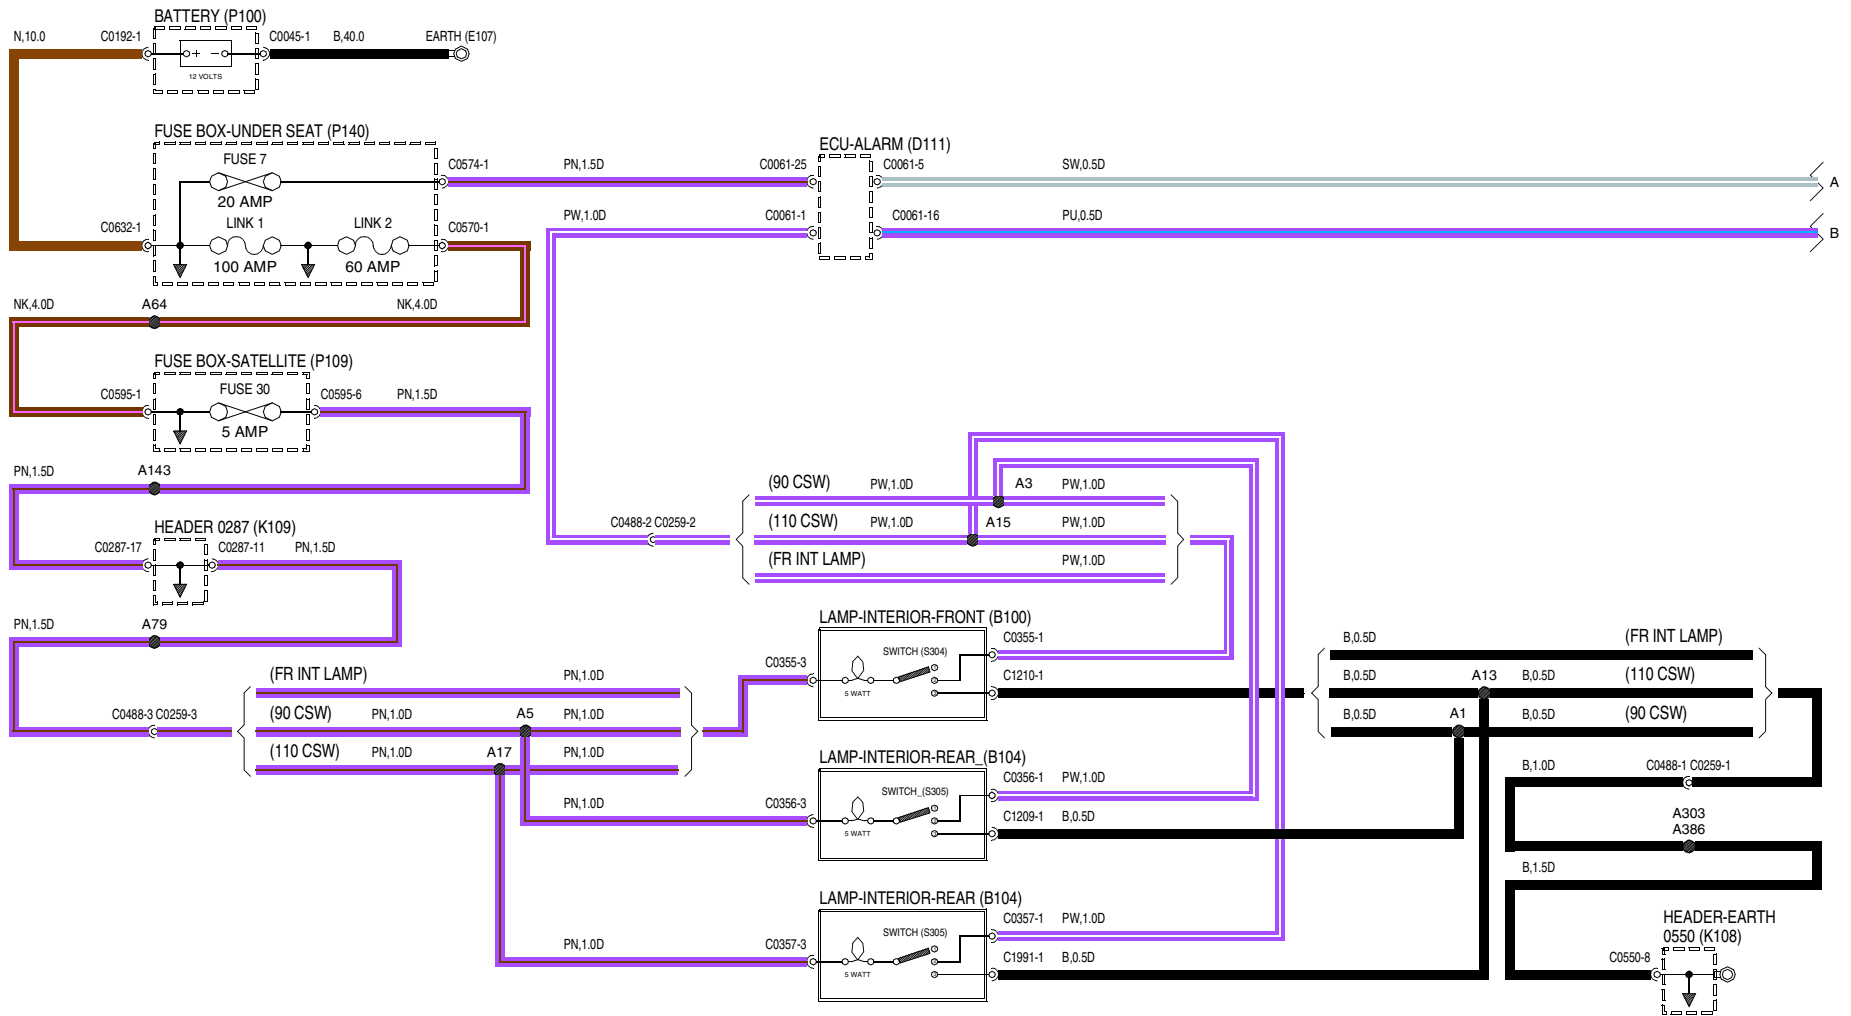 BATTERY (P100)
N,10.0
C0192-1
C0045-1
B,40.0
EARTH (E107)
+ −
12 VOLTS
FUSE BOX-UNDER SEAT (P140)
FUSE 7
20 AMP
C0574-1
PN,1.5D
C0061-25
ECU-ALARM (D111)
C0061-5
SW,0.5D
A
C0632-1
LINK 1
100 AMP
LINK 2
60 AMP
C0570-1
PW,1.0D
C0061-1
C0061-16
PU,0.5D
B
NK,4.0D
A64
NK,4.0D
FUSE BOX-SATELLITE (P109)
C0595-1
FUSE 30
5 AMP
C0595-6
PN,1.5D
PN,1.5D
A143
HEADER 0287 (K109)
C0287-17
C0287-11
PN,1.5D
PN,1.5D
A79
C0488-2 C0259-2
(90 CSW)
PW,1.0D
A3
PW,1.0D
(110 CSW)
PW,1.0D
A15
PW,1.0D
(FR INT LAMP)
PW,1.0D
C0488-3 C0259-3
(FR INT LAMP)
PN,1.0D
(90 CSW)
PN,1.0D
A5
PN,1.0D
(110 CSW)
PN,1.0D
A17
PN,1.0D
LAMP-INTERIOR-FRONT (B100)
C0355-3
SWITCH (S304)
5 WATT
1
2
3
C0355-1
C1210-1
B,0.5D
(FR INT LAMP)
B,0.5D
A13
B,0.5D
(110 CSW)
B,0.5D
A1
B,0.5D
(90 CSW)
LAMP-INTERIOR-REAR_(B104)
PN,1.0D
C0356-3
SWITCH_(S305)
5 WATT
1
2
3
C0356-1
PW,1.0D
C1209-1
B,0.5D
B,1.0D
C0488-1 C0259-1
A303
A386
B,1.5D
LAMP-INTERIOR-REAR (B104)
PN,1.0D
C0357-3
SWITCH (S305)
5 WATT
1
2
3
C0357-1
PW,1.0D
C1991-1
B,0.5D
HEADER-EARTH
0550 (K108)
C0550-8